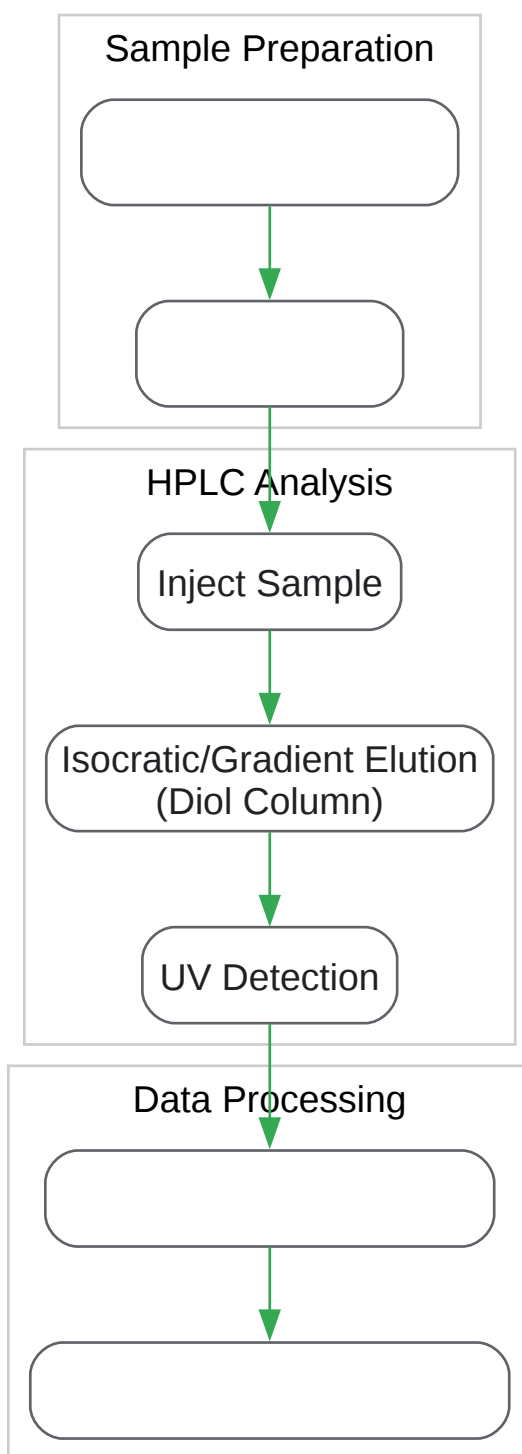 Sample Preparation
HPLC Analysis
Inject Sample
Isocratic/Gradient Elution
(Diol Column)
UV Detection
Data Processing